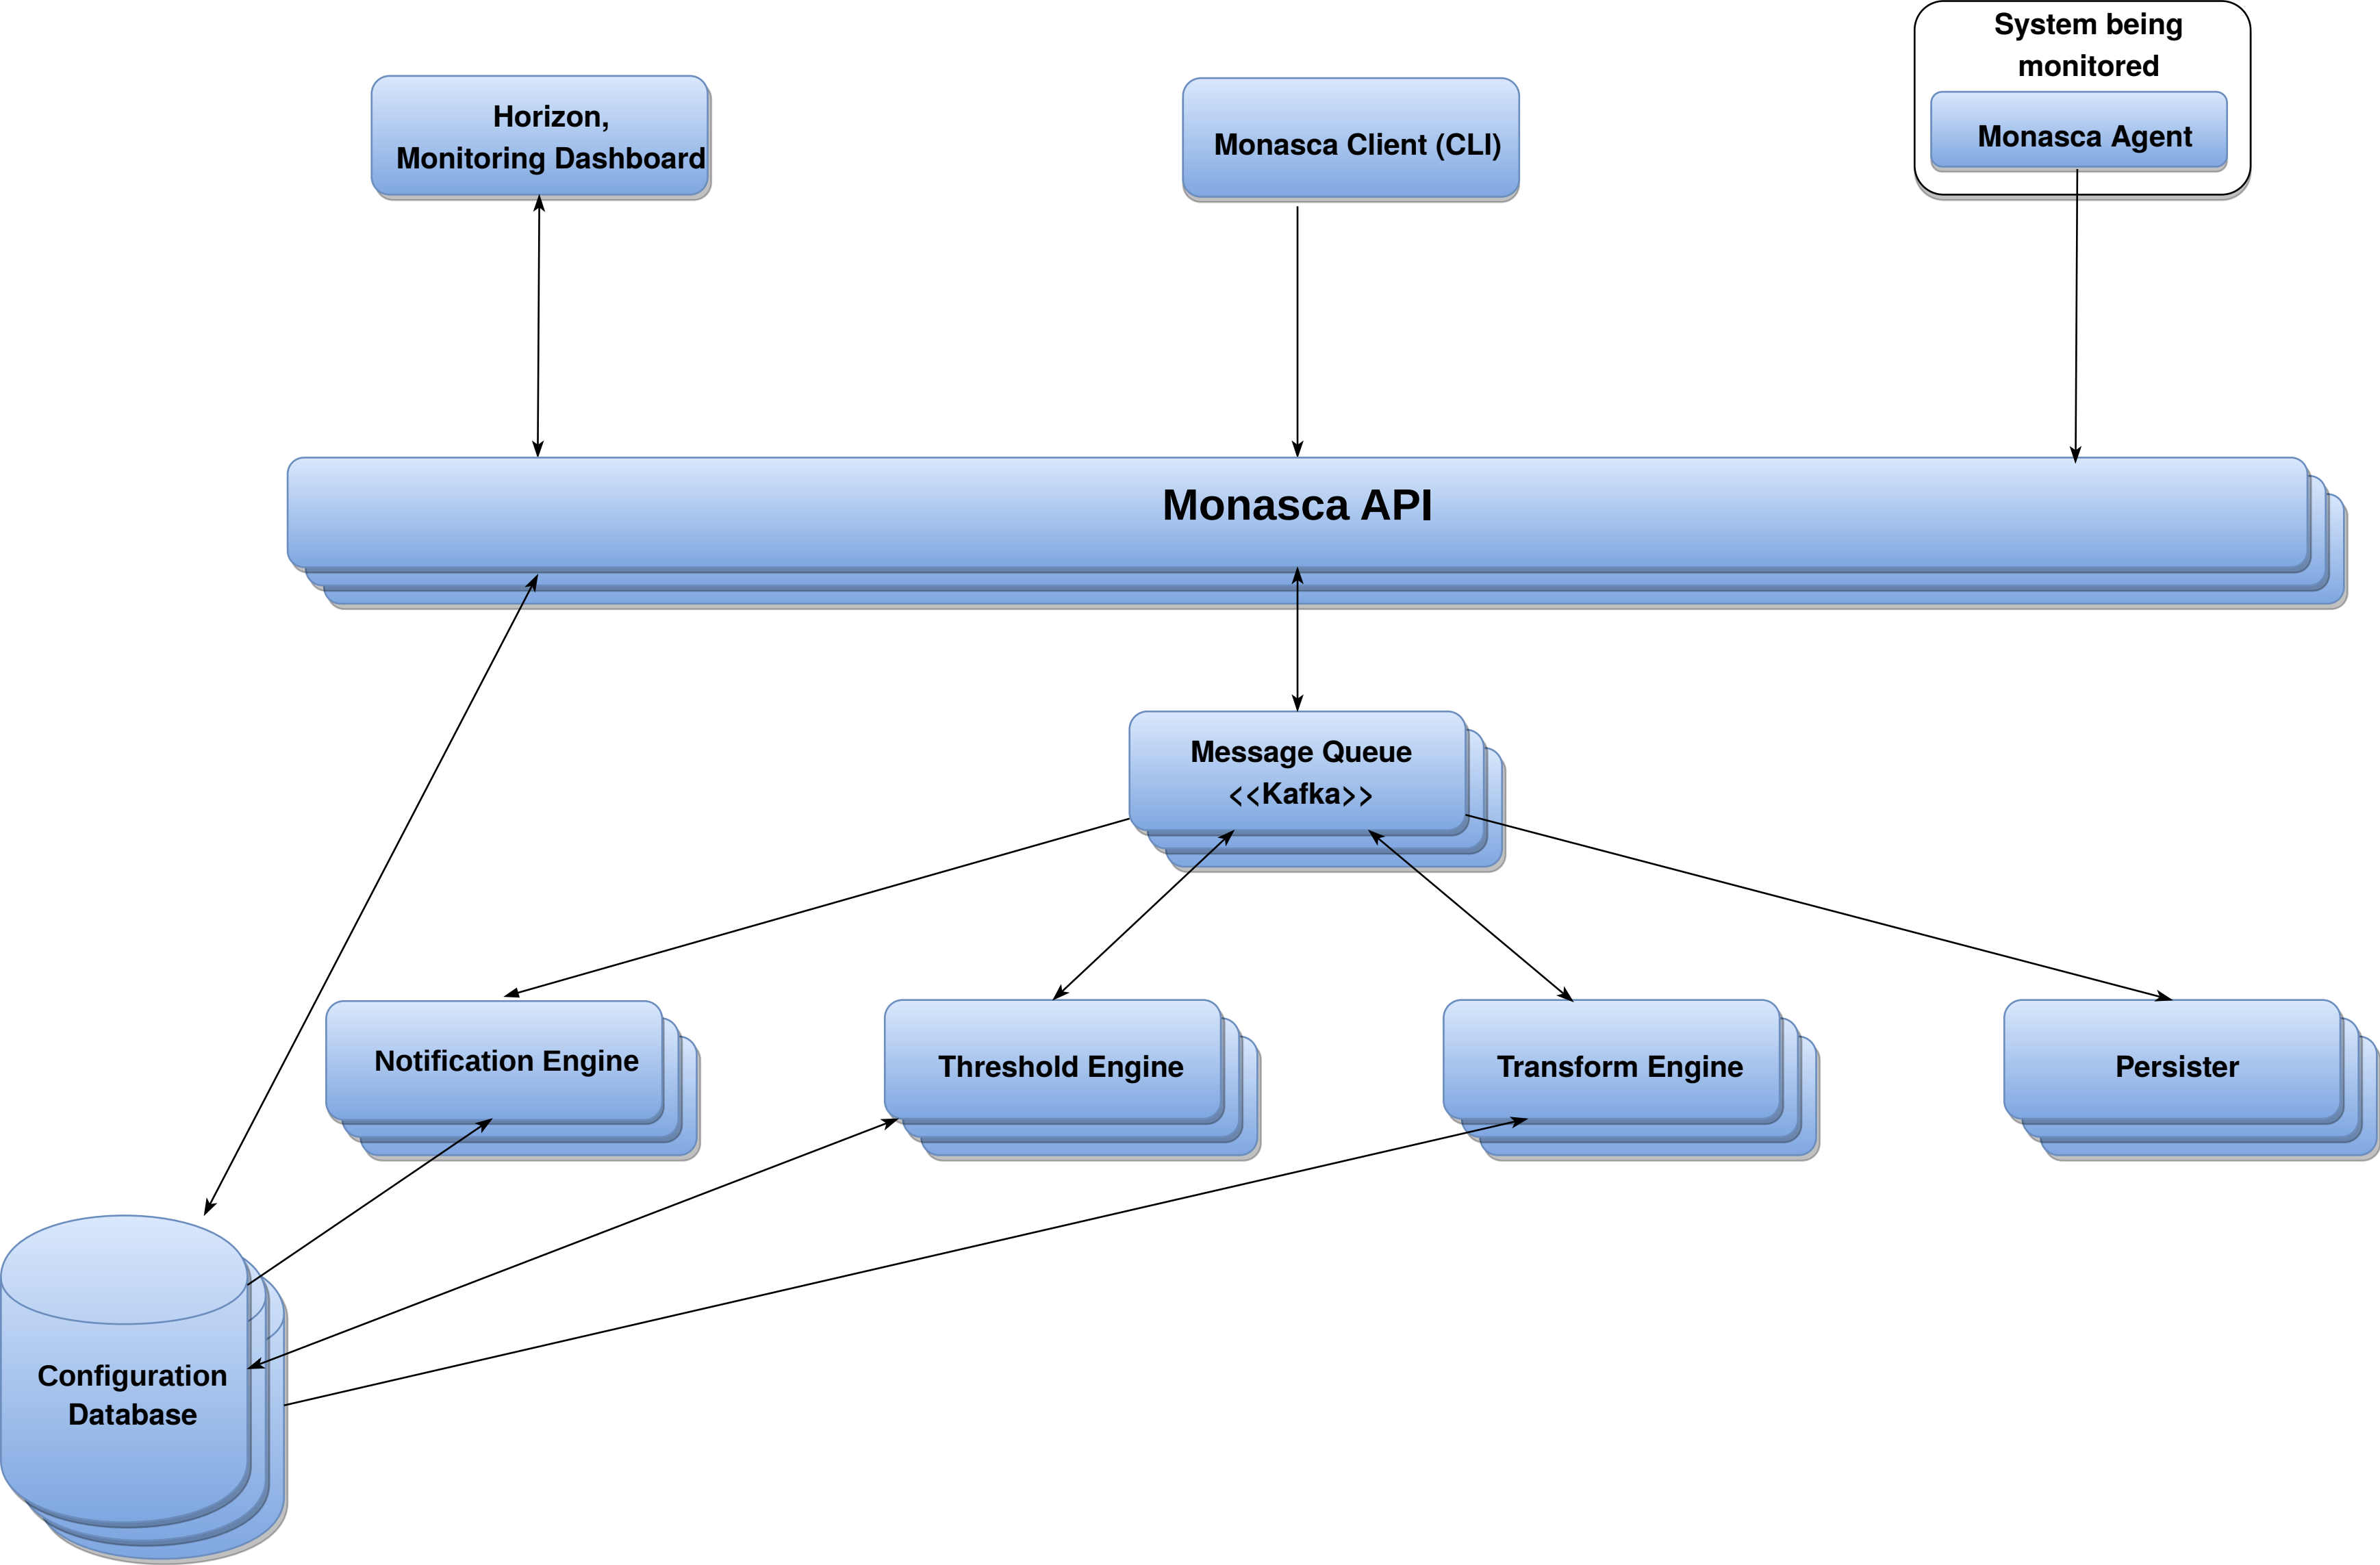 System being
monitored
Horizon,
Monitoring Dashboard
Monasca Client (CLI)
Monasca Agent
Monasca API
Message Queue
<<Kafka>>
Notification Engine
Threshold Engine
Transform Engine
Persister
Configuration
Database